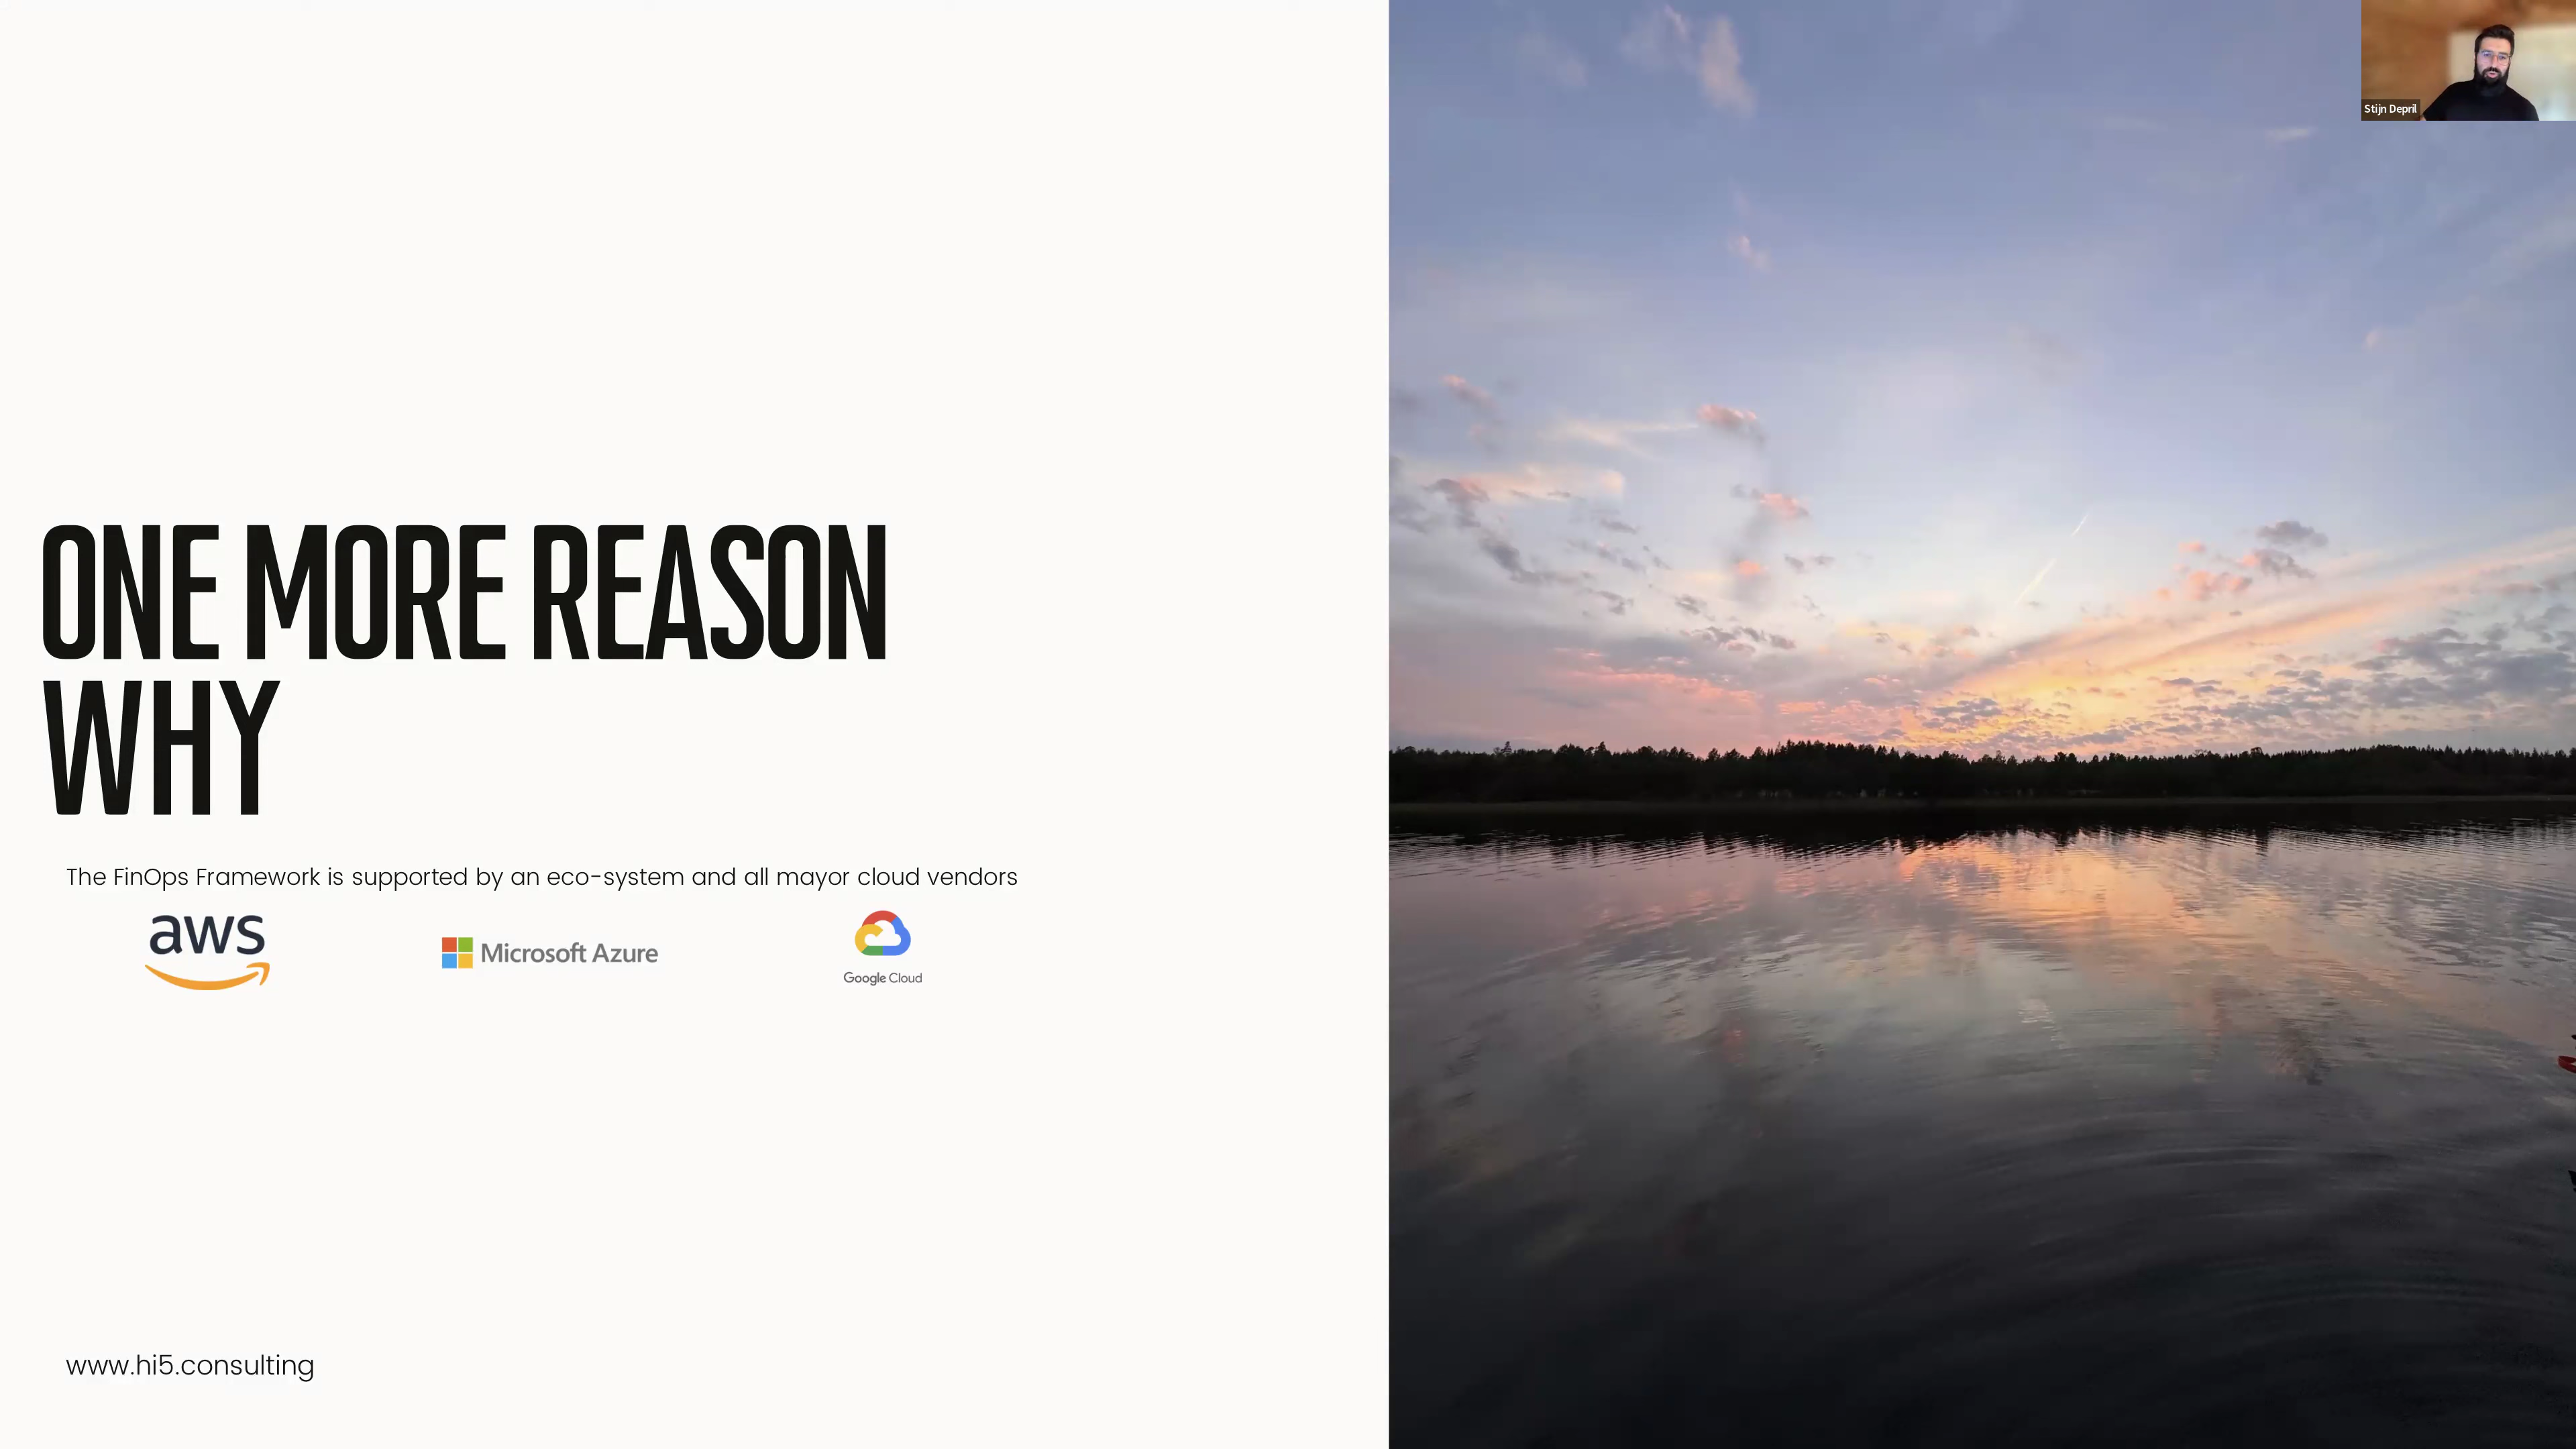 Stijn Depril
ONE MORE REASON
WHY
The FinOps Framework is supported by an eco-system and all mayor cloud vendors
aws
Microsoft Azure
Google Cloud
www.hi5.consulting